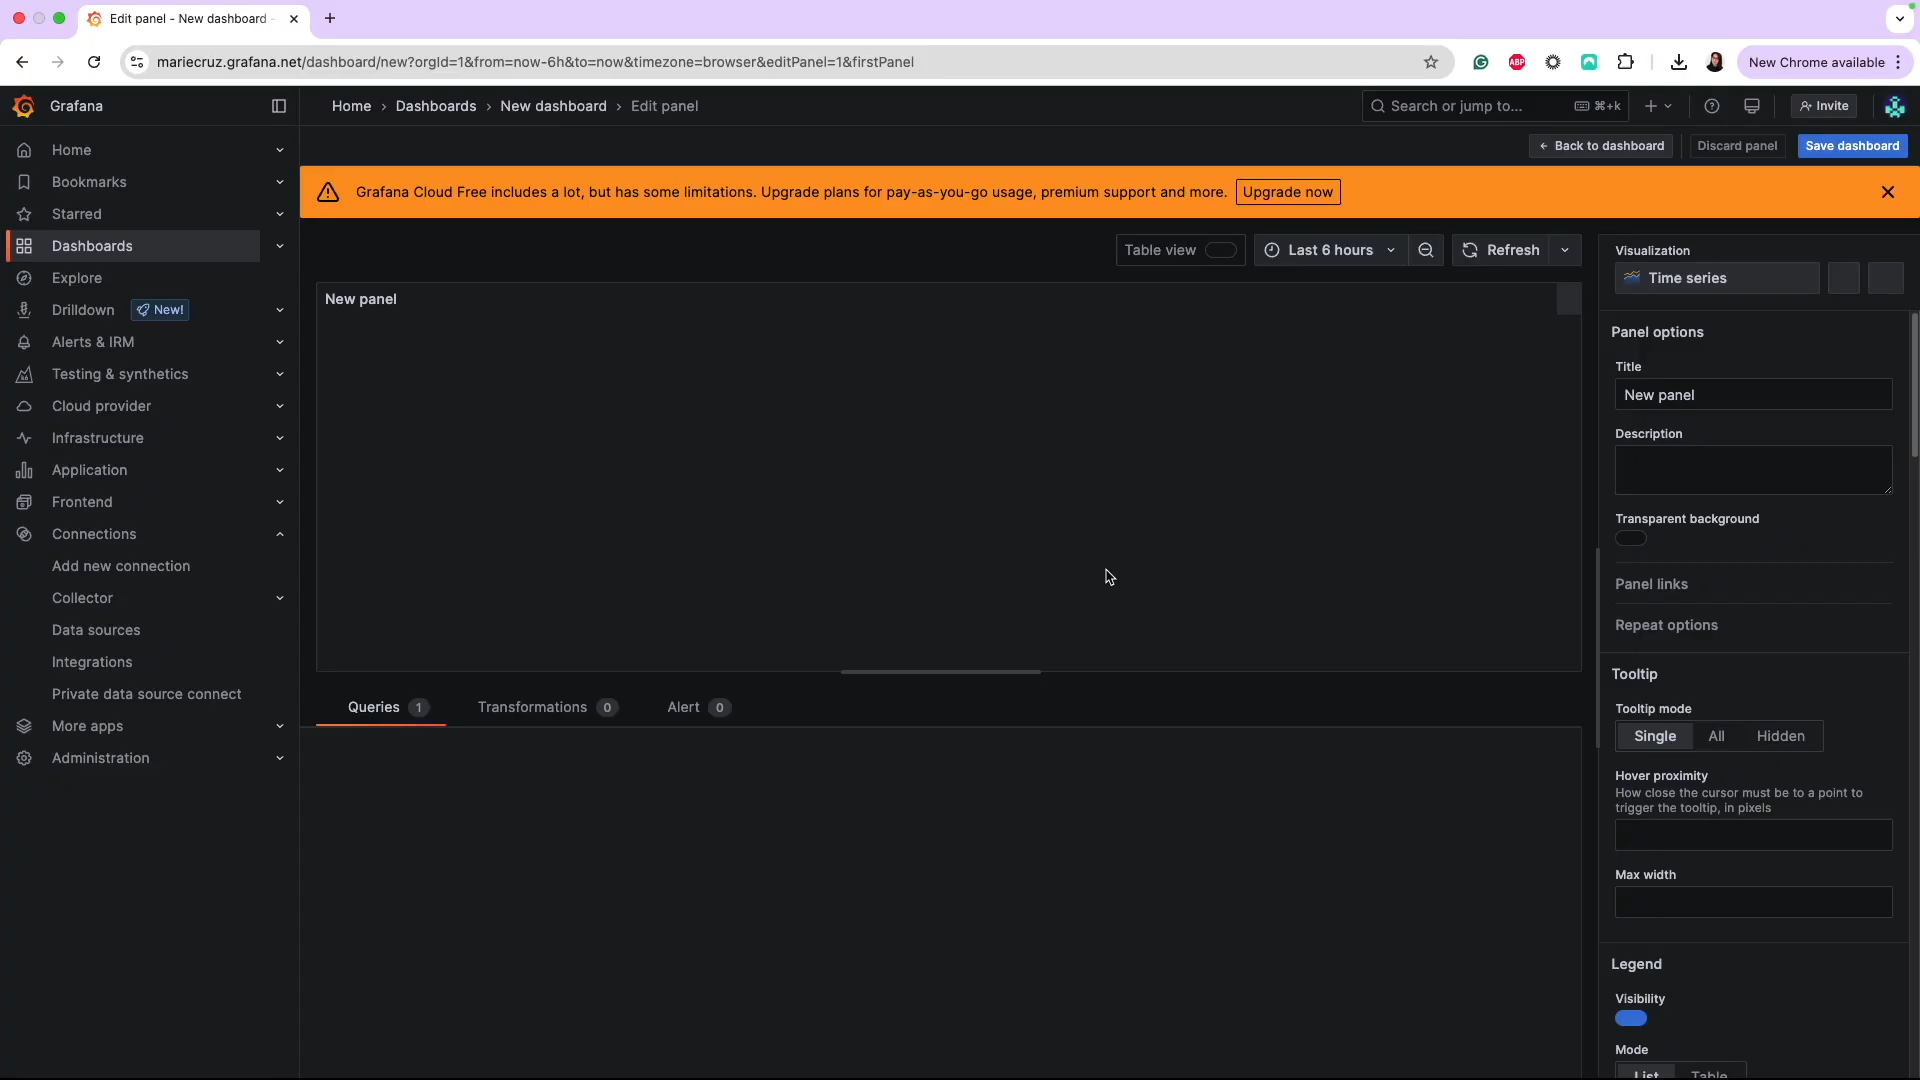 Edit panel - New dashboard -
mariecruz.grafana.net/dashboard/new?orgId=1&from=now-6h&to=now&timezone=browser&editPanel=1&firstPanel
ABP
New Chrome available
Grafana
Home › Dashboards › New dashboard › Edit panel
Search or jump to...
⌘+k
Invite
Back to dashboard
Discard panel
Save dashboard
Grafana Cloud Free includes a lot, but has some limitations. Upgrade plans for pay-as-you-go usage, premium support and more.
Upgrade now
Home
Bookmarks
Starred
Dashboards
Explore
Drilldown
New!
Alerts & IRM
Testing & synthetics
Cloud provider
Infrastructure
Application
Frontend
Connections
Add new connection
Collector
Data sources
Integrations
Private data source connect
More apps
Administration
Table view
Last 6 hours
Refresh
New panel
Queries 1
Transformations 0
Alert 0
Visualization
Time series
Panel options
Title
New panel
Description
Transparent background
Panel links
Repeat options
Tooltip
Tooltip mode
Single All Hidden
Hover proximity
How close the cursor must be to a point to
trigger the tooltip, in pixels
Max width
Legend
Visibility
Mode
List Table